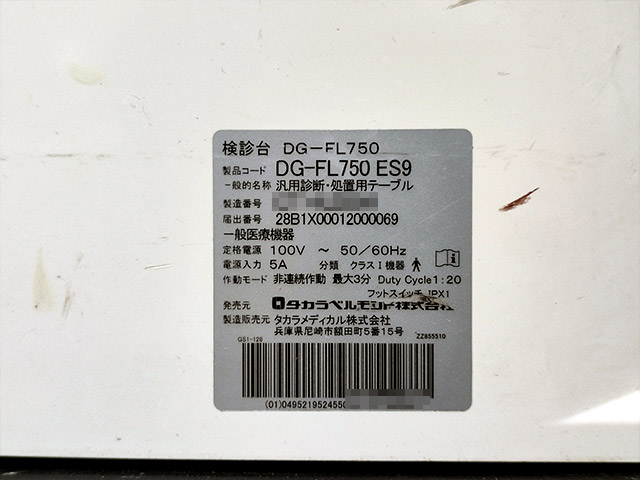 検診台 DG-FL750
製品コード DG-FL750 ES9
一般的名称 汎用診断・処置用テーブル
製造番号
届出番号 28B1X00012000069
一般医療機器
定格電源 100V ～ 50/60Hz
電源入力 5A 分類 クラスⅠ機器
作動モード 非連続作動 最大3分 Duty Cycle1:20
フットスイッチ IPX1
発売元 タカラベルモント株式会社
製造販売元 タカラメディカル株式会社
兵庫県尼崎市額田町5番15号
GS1-128 ZZ855510
(01)0495219524550